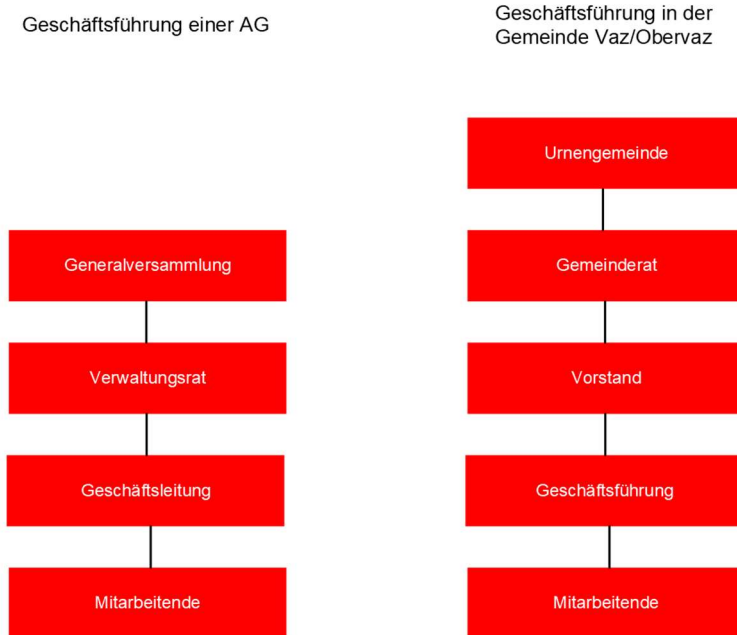 Geschäftsführung einer AG
Generalversammlung
Verwaltungsrat
Geschäftsleitung
Mitarbeitende
Geschäftsführung in der
Gemeinde Vaz/Obervaz
Urnengemeinde
Gemeinderat
Vorstand
Geschäftsführung
Mitarbeitende